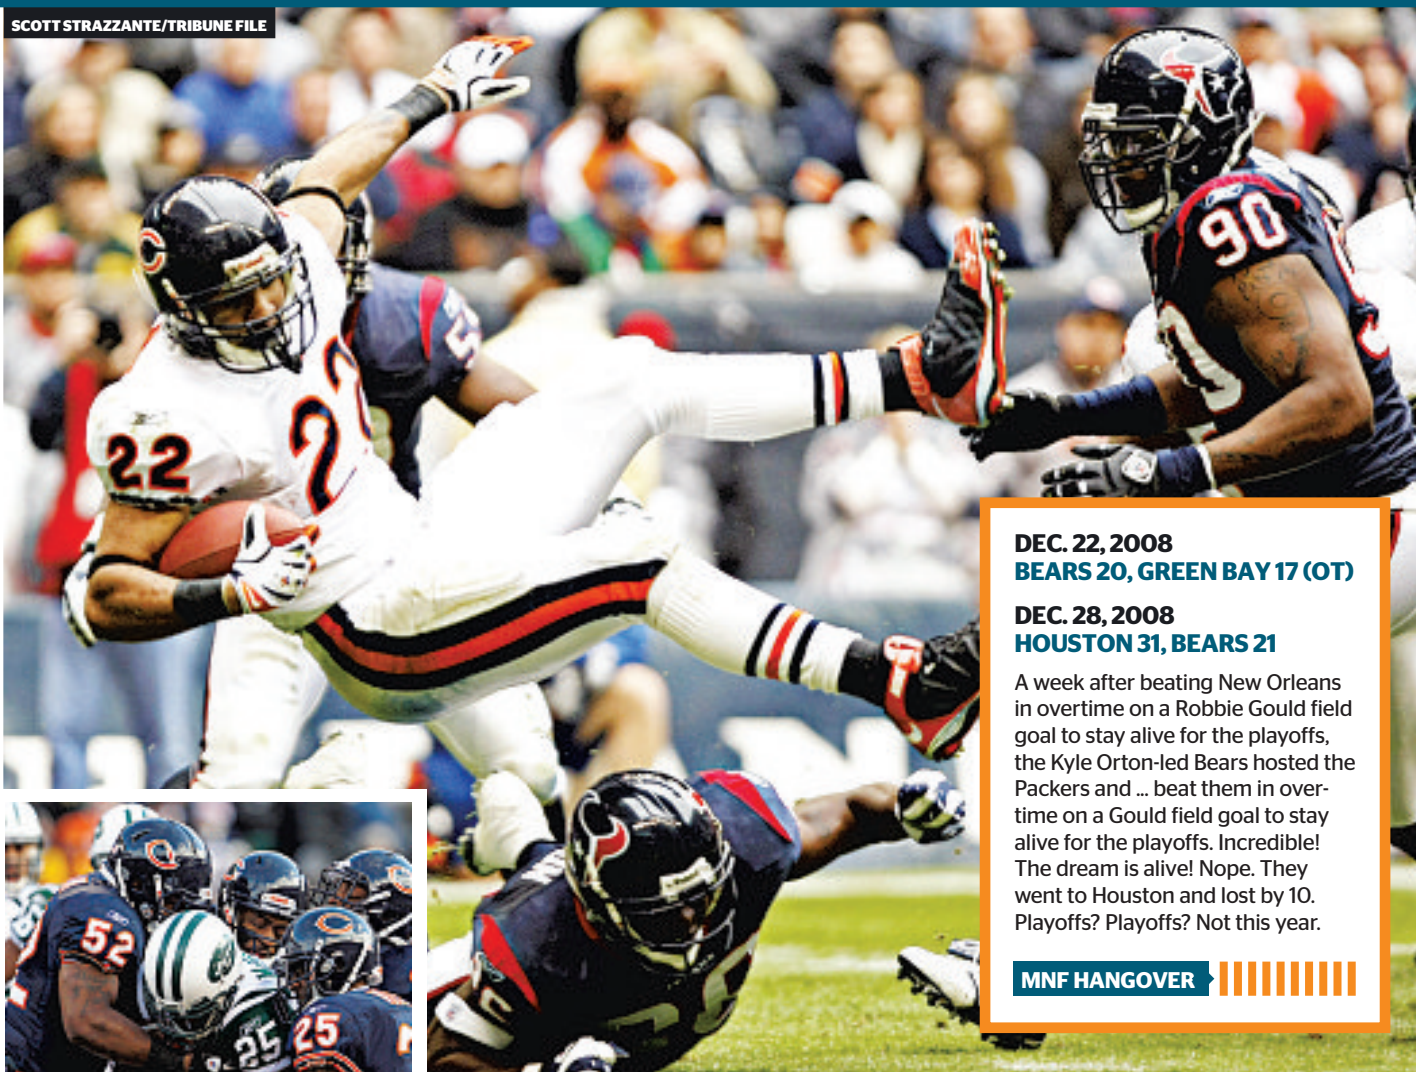 SCOTT STRAZZANTE/TRIBUNE FILE
90
22
22
DEC. 22, 2008
BEARS 20, GREEN BAY 17 (OT)
DEC. 28, 2008
HOUSTON 31, BEARS 21
A week after beating New Orleans
in overtime on a Robbie Gould field
goal to stay alive for the playoffs,
the Kyle Orton-led Bears hosted the
Packers and ... beat them in over-
time on a Gould field goal to stay
alive for the playoffs. Incredible!
The dream is alive! Nope. They
went to Houston and lost by 10.
Playoffs? Playoffs? Not this year.
MNF HANGOVER
52
25
25